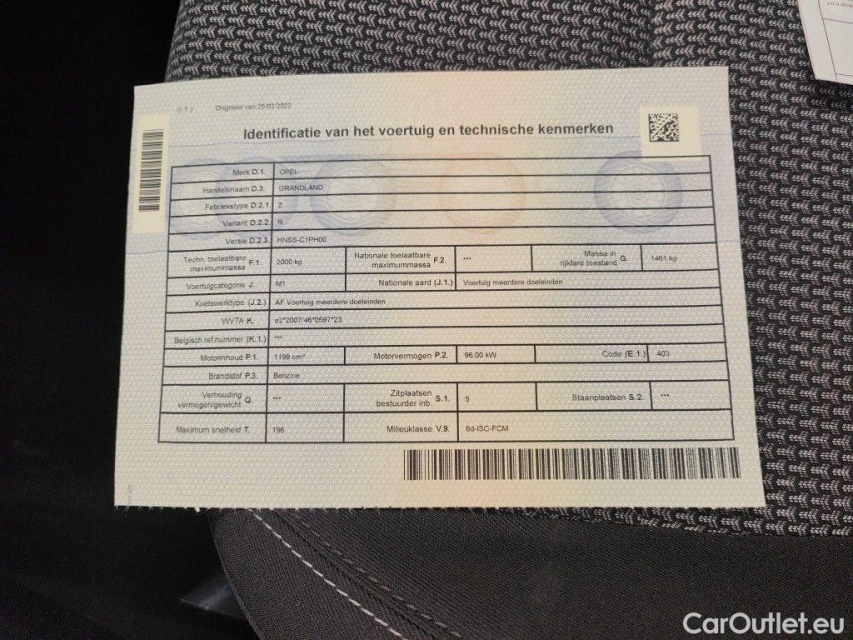 (I 1.) Origineel van 25/02/2022
Identificatie van het voertuig en technische kenmerken
Merk D.1. OPEL
Handelsnaam D.3. GRANDLAND
Fabriekstype D.2.1. Z
Variant D.2.2. R
Versie D.2.3. HNSS-C1PH00
Techn. toelaatbare maximummassa F.1. 2000 kg Nationale toelaatbare maximummassa F.2. *** Massa in rijklare toestand G. 1461 kg
Voertuigcategorie J. M1 Nationale aard (J.1.) Voertuig meerdere doeleinden
Koetswerktype (J.2.) AF Voertuig meerdere doeleinden
WVTA K. e2*2007/46*0597*23
Belgisch ref.nummer (K.1.) ***
Motorinhoud P.1. 1199 cm³ Motorvermogen P.2. 96,00 kW Code (E.1.) 403
Brandstof P.3. Benzine
Verhouding vermogen/gewicht Q. *** Zitplaatsen bestuurder inb. S.1. 5 Staanplaatsen S.2. ***
Maximum snelheid T. 196 Milieuklasse V.9. 6d-ISC-FCM
CarOutlet.eu